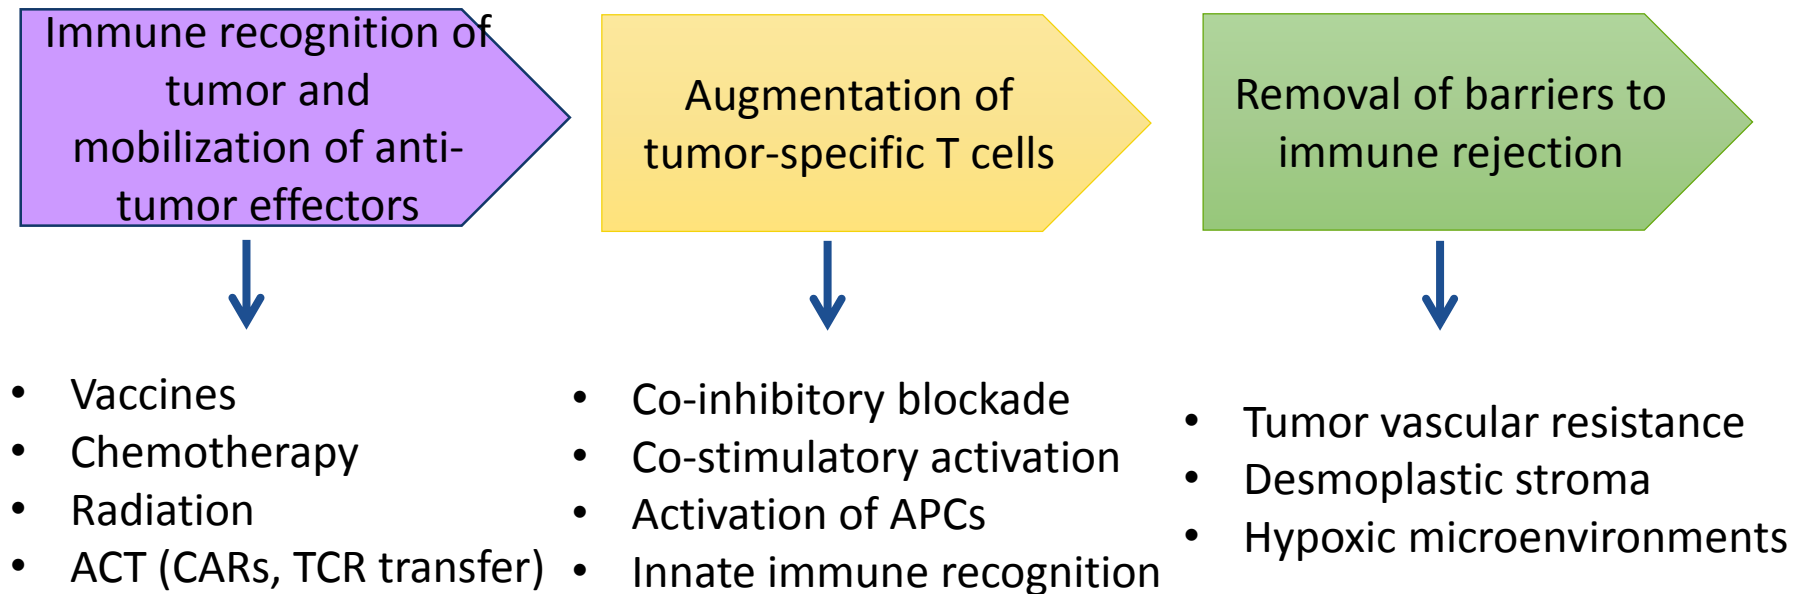 Immune recognition of
tumor and
mobilization of anti-
tumor effectors
Augmentation of
tumor-specific T cells
Removal of barriers to
immune rejection
• Vaccines
• Chemotherapy
• Radiation
• ACT (CARs, TCR transfer)
• Co-inhibitory blockade
• Co-stimulatory activation
• Activation of APCs
• Innate immune recognition
• Tumor vascular resistance
• Desmoplastic stroma
• Hypoxic microenvironments